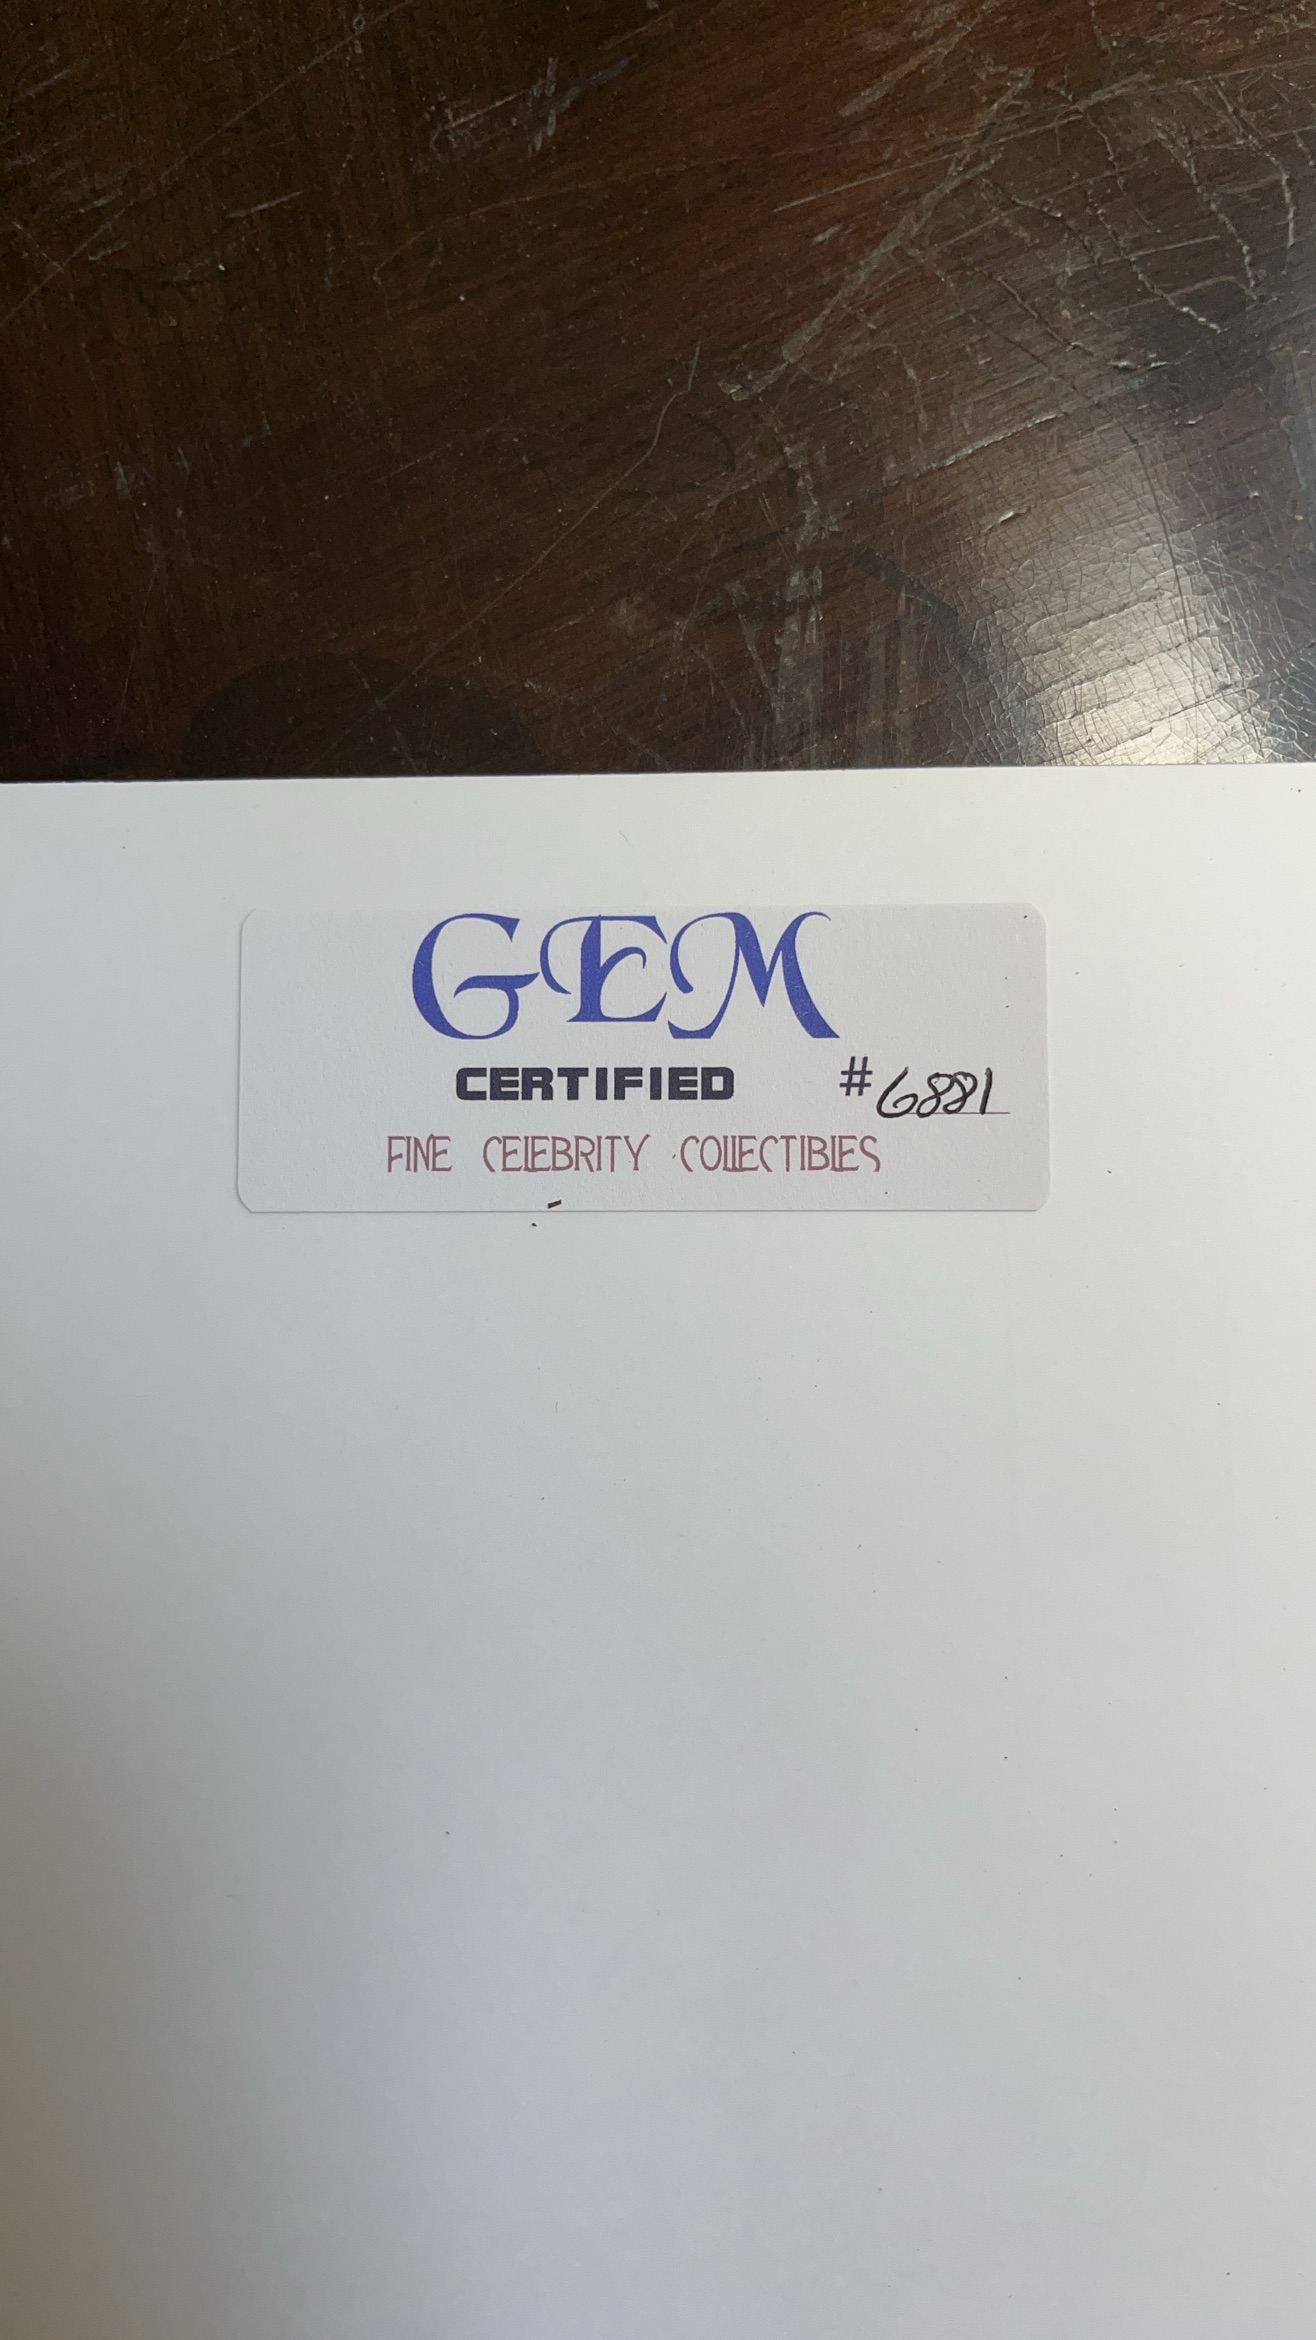 GEM
CERTIFIED #6881
FINE CELEBRITY COLLECTIBLES